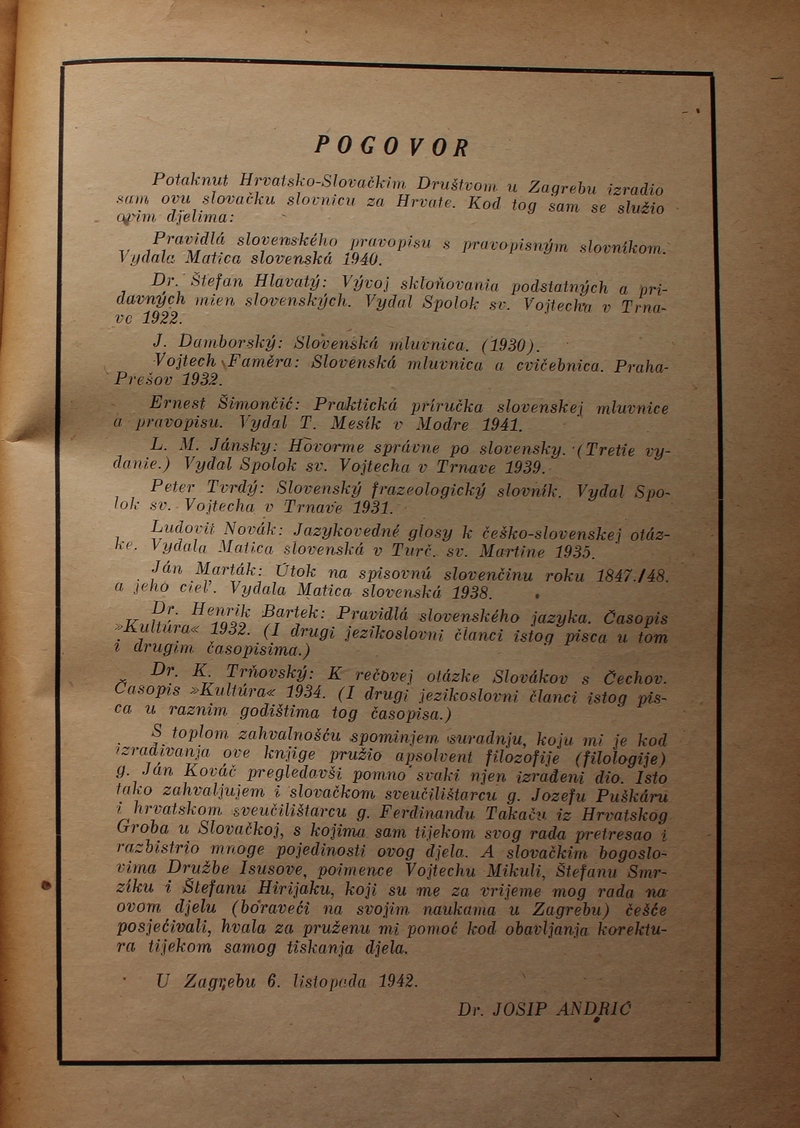 POGOVOR
Potaknut Hrvatsko-Slovačkim Društvom u Zagrebu izradio
sam ovu slovačku slovnicu za Hrvate. Kod tog sam se služio
ovim djelima:
Pravidlá slovenského pravopisu s pravopisným slovníkom.
Vydala Matica slovenská 1940.
Dr. Štefan Hlavatý: Vývoj skloňovania podstatných a pri-
davných mien slovenských. Vydal Spolok sv. Vojtecha v Trna-
ve 1922.
J. Damborský: Slovenská mluvnica. (1930).
Vojtech Faměra: Slovenská mluvnica a cvičebnica. Praha-
Prešov 1932.
Ernest Šimončić: Praktická príručka slovenskej mluvnice
a pravopisu. Vydal T. Mesík v Modre 1941.
L. M. Jánsky: Hovorme správne po slovensky. (Tretie vy-
danie.) Vydal Spolok sv. Vojtecha v Trnave 1939.
Peter Tvrdý: Slovenský frazeologický slovník. Vydal Spo-
lok sv. Vojtecha v Trnave 1931.
Ludovít Novák: Jazykovedné glosy k češko-slovenskej otáz-
ke. Vydala Matica slovenská v Turč. sv. Martine 1935.
Ján Marták: Útok na spisovnú slovenčinu roku 1847./48.
a jeho cieľ. Vydala Matica slovenská 1938.
Dr. Henrik Bartek: Pravidlá slovenského jazyka. Časopis
»Kultúra« 1932. (I drugi jezikoslovni članci istog pisca u tom
i drugim časopisima.)
Dr. K. Trňovský: K rečovej otázke Slovákov s Čechov.
Časopis »Kultúra« 1934. (I drugi jezikoslovni članci istog pis-
ca u raznim godištima tog časopisa.)
S toplom zahvalnošću spominjem suradnju, koju mi je kod
izrađivanja ove knjige pružio apsolvent filozofije (filologije)
g. Ján Kováč pregledavši pomno svaki njen izrađeni dio. Isto
tako zahvaljujem i slovačkom sveučilištarcu g. Jozefu Puškáru
i hrvatskom sveučilištarcu g. Ferdinandu Takaču iz Hrvatskog
Groba u Slovačkoj, s kojima sam tijekom svog rada pretresao i
razbistrio mnoge pojedinosti ovog djela. A slovačkim bogoslo-
vima Družbe Isusove, poimence Vojtechu Mikuli, Štefanu Smr-
žíku i Štefanu Hirijaku, koji su me za vrijeme mog rada na
ovom djelu (boraveći na svojim naukama u Zagrebu) češće
posjećivali, hvala za pruženu mi pomoć kod obavljanja korektu-
ra tijekom samog tiskanja djela.
U Zagrebu 6. listopada 1942.
Dr. JOSIP ANDRIĆ